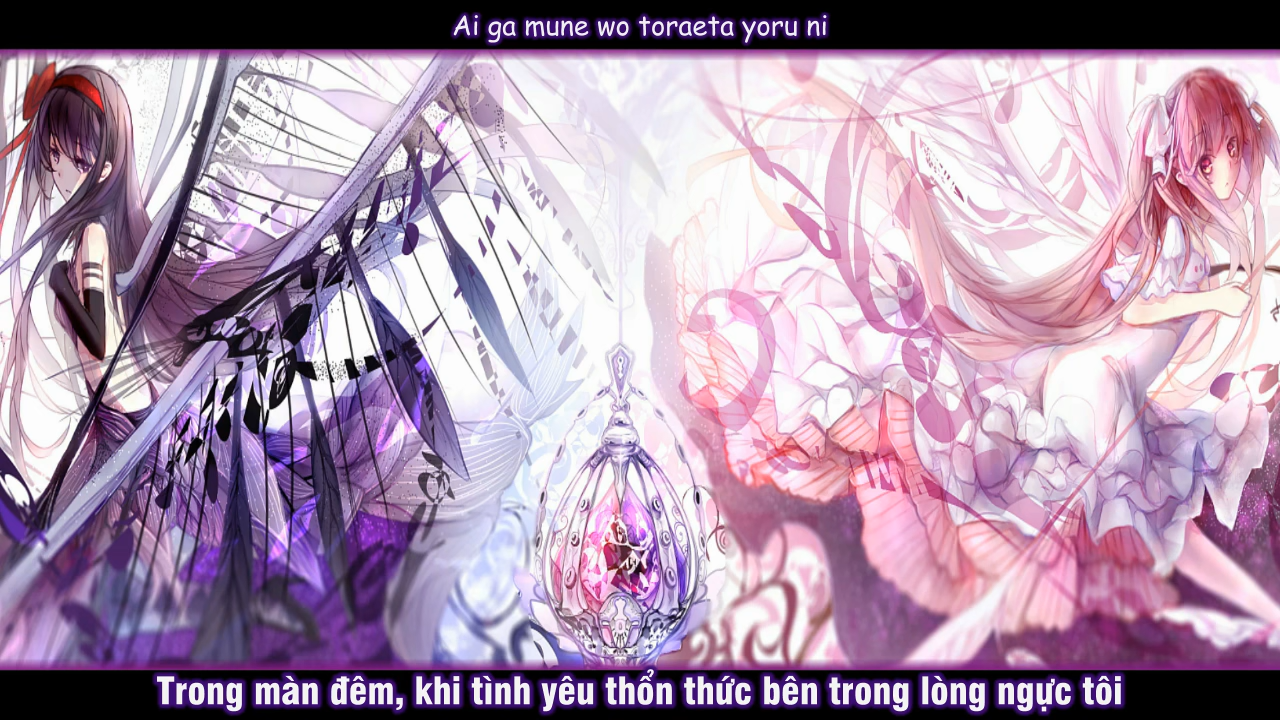 Ai ga mune wo toraeta yoru ni
Trong màn đêm, khi tình yêu thổn thức bên trong lòng ngực tôi